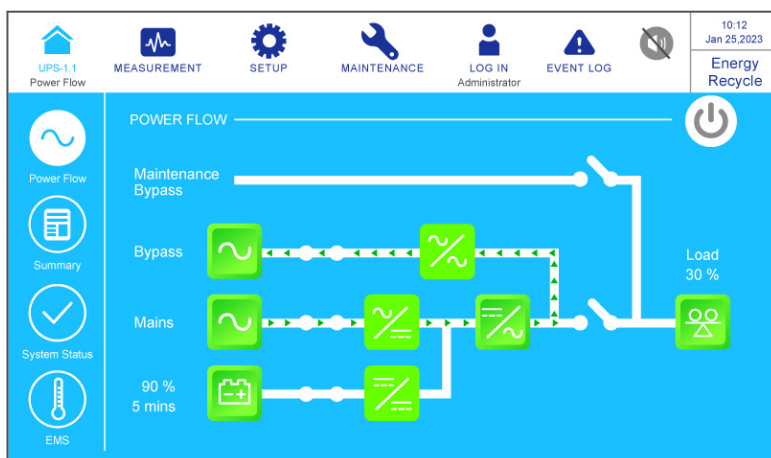 UPS-1.1
Power Flow
MEASUREMENT
SETUP
MAINTENANCE
LOG IN
Administrator
EVENT LOG
10:12
Jan 25,2023
Energy
Recycle
POWER FLOW
Power Flow
Summary
System Status
EMS
Maintenance
Bypass
Bypass
Mains
90 %
5 mins
Load
30 %